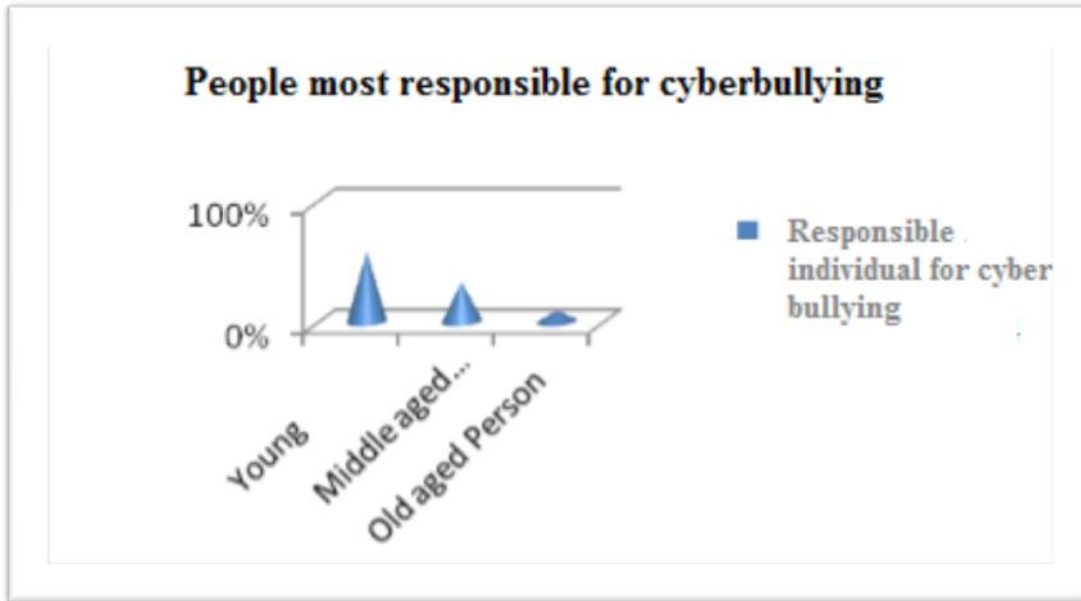 People most responsible for cyberbullying
100%
0%
Young
Middle aged...
Old aged Person
Responsible
individual for cyber
bullying